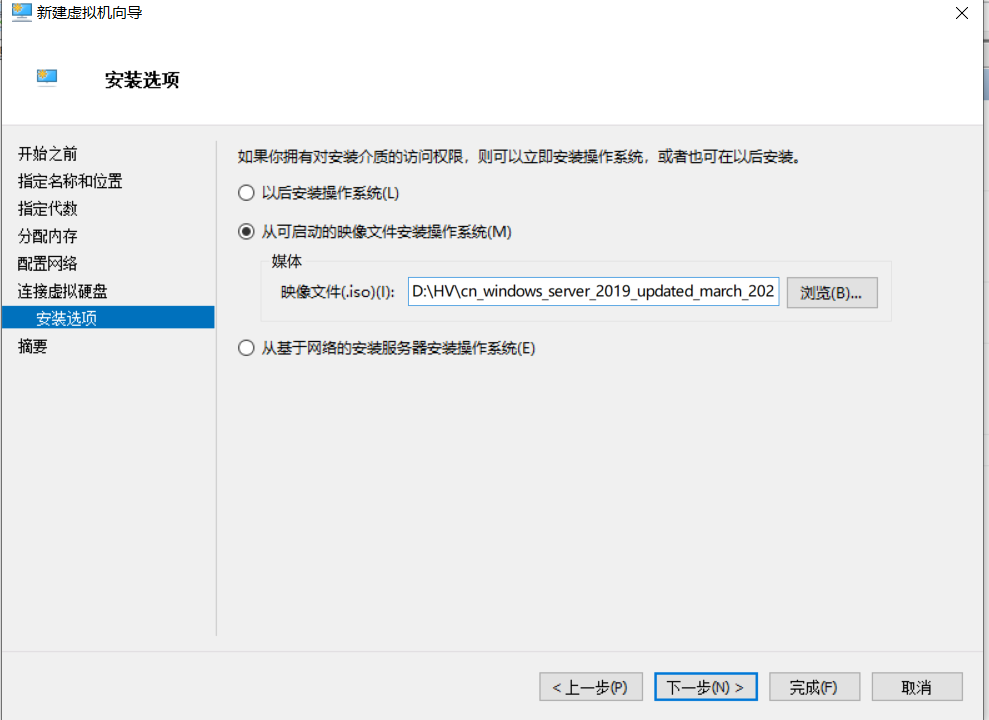 新建虚拟机向导
安装选项
开始之前
指定名称和位置
指定代数
分配内存
配置网络
连接虚拟硬盘
安装选项
摘要
如果你拥有对安装介质的访问权限，则可以立即安装操作系统，或者也可在以后安装。
以后安装操作系统(L)
从可启动的映像文件安装操作系统(M)
媒体
映像文件(.iso)(I): D:\HV\cn_windows_server_2019_updated_march_202 浏览(B)...
从基于网络的安装服务器安装操作系统(E)
< 上一步(P) 下一步(N) > 完成(F) 取消